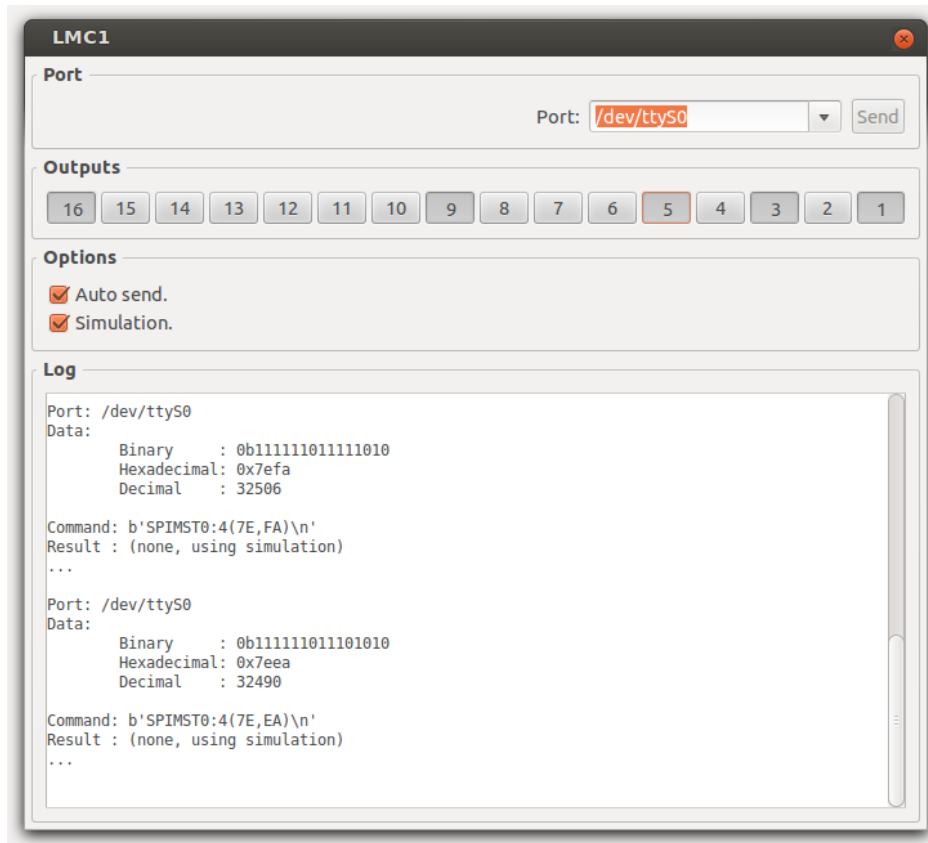 LMC1
Port
Port: /dev/ttyS0 Send
Outputs
16 15 14 13 12 11 10 9 8 7 6 5 4 3 2 1
Options
Auto send.
Simulation.
Log
Port: /dev/ttyS0
Data:
Binary : 0b111111011111010
Hexadecimal: 0x7efa
Decimal : 32506
Command: b'SPIMST0:4(7E,FA)\n'
Result : (none, using simulation)
...
Port: /dev/ttyS0
Data:
Binary : 0b111111011101010
Hexadecimal: 0x7eea
Decimal : 32490
Command: b'SPIMST0:4(7E,EA)\n'
Result : (none, using simulation)
...